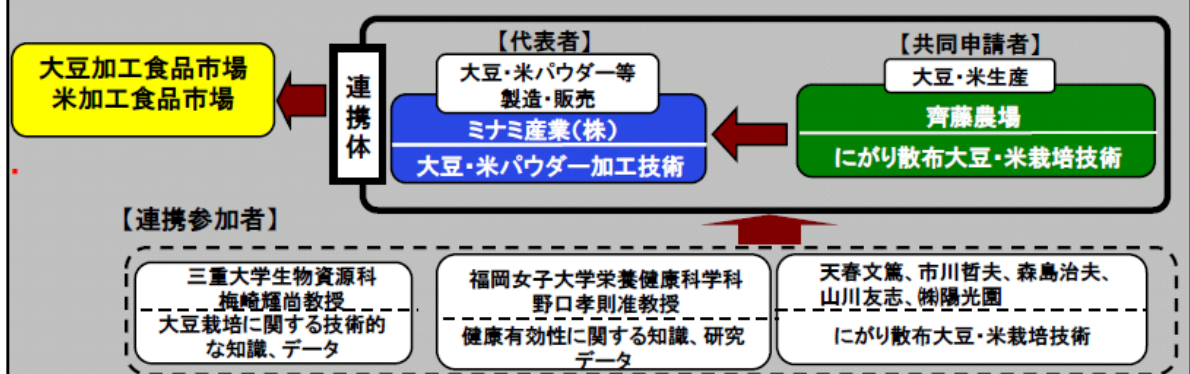 大豆加工食品市場
米加工食品市場
連携体
【代表者】
大豆・米パウダー等
製造・販売
ミナミ産業(株)
大豆・米パウダー加工技術
【共同申請者】
大豆・米生産
齊藤農場
にがり散布大豆・米栽培技術
【連携参加者】
三重大学生物資源科
梅崎輝尚教授
大豆栽培に関する技術的
な知識、データ
福岡女子大学栄養健康科学科
野口孝則准教授
健康有効性に関する知識、研究
データ
天春文篤、市川哲夫、森島治夫、
山川友志、㈱陽光園
にがり散布大豆・米栽培技術